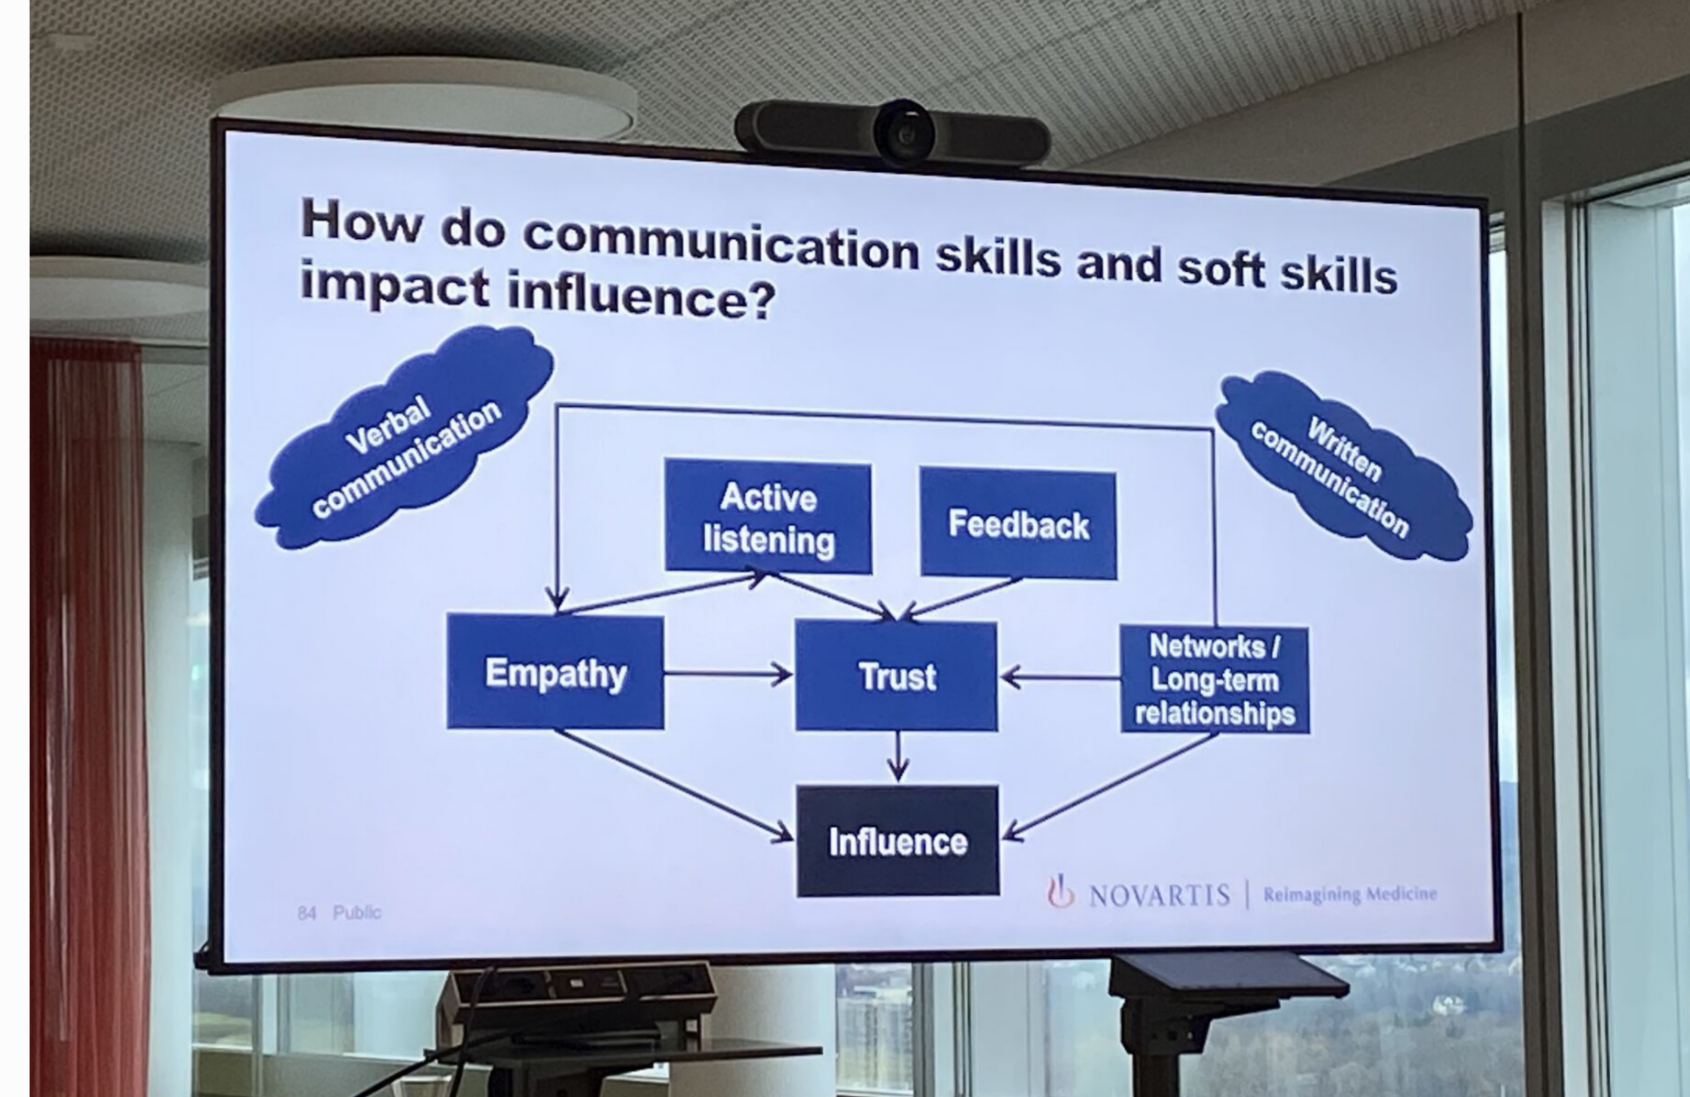 How do communication skills and soft skills
impact influence?
Verbal
communication
Written
communication
Active
listening
Feedback
Empathy
Trust
Networks /
Long-term
relationships
Influence
84 Public
NOVARTIS | Reimagining Medicine